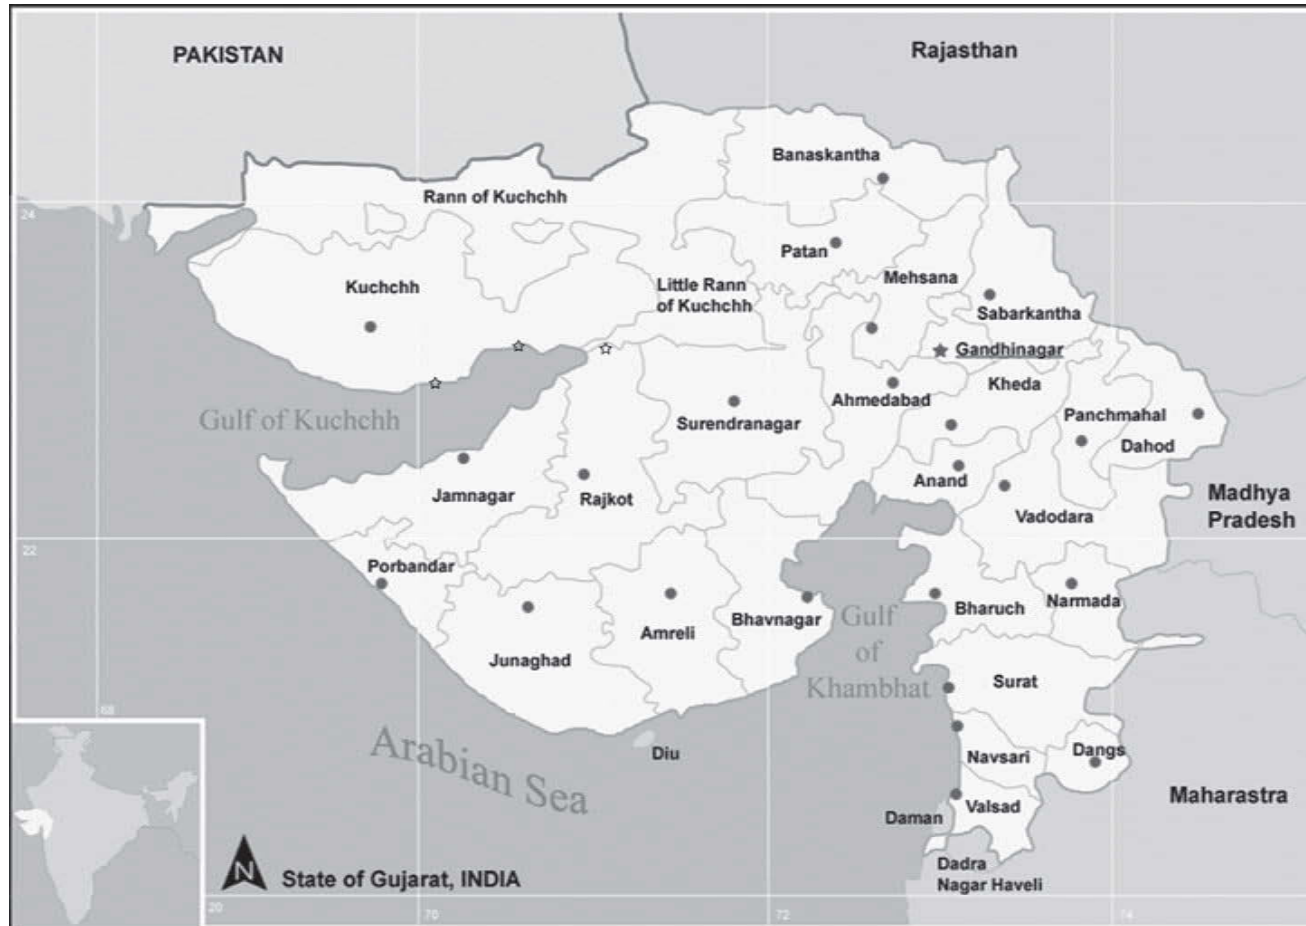 PAKISTAN
Rajasthan
Banaskantha
Rann of Kuchchh
24
Patan
Mehsana
Kuchchh
Little Rann
of Kuchchh
Sabarkantha
Gandhinagar
Kheda
Ahmedabad
Gulf of Kuchchh
Surendranagar
Panchmahal
Dahod
Anand
Jamnagar
Rajkot
Vadodara
Madhya
Pradesh
22
Porbandar
Bharuch
Narmada
Bhavnagar
Gulf
of
Khambhat
Amreli
Junaghad
Surat
68
Arabian Sea
Diu
Navsari
Dangs
Maharastra
Valsad
Daman
Dadra
Nagar Haveli
N
State of Gujarat, INDIA
20
70
72
74